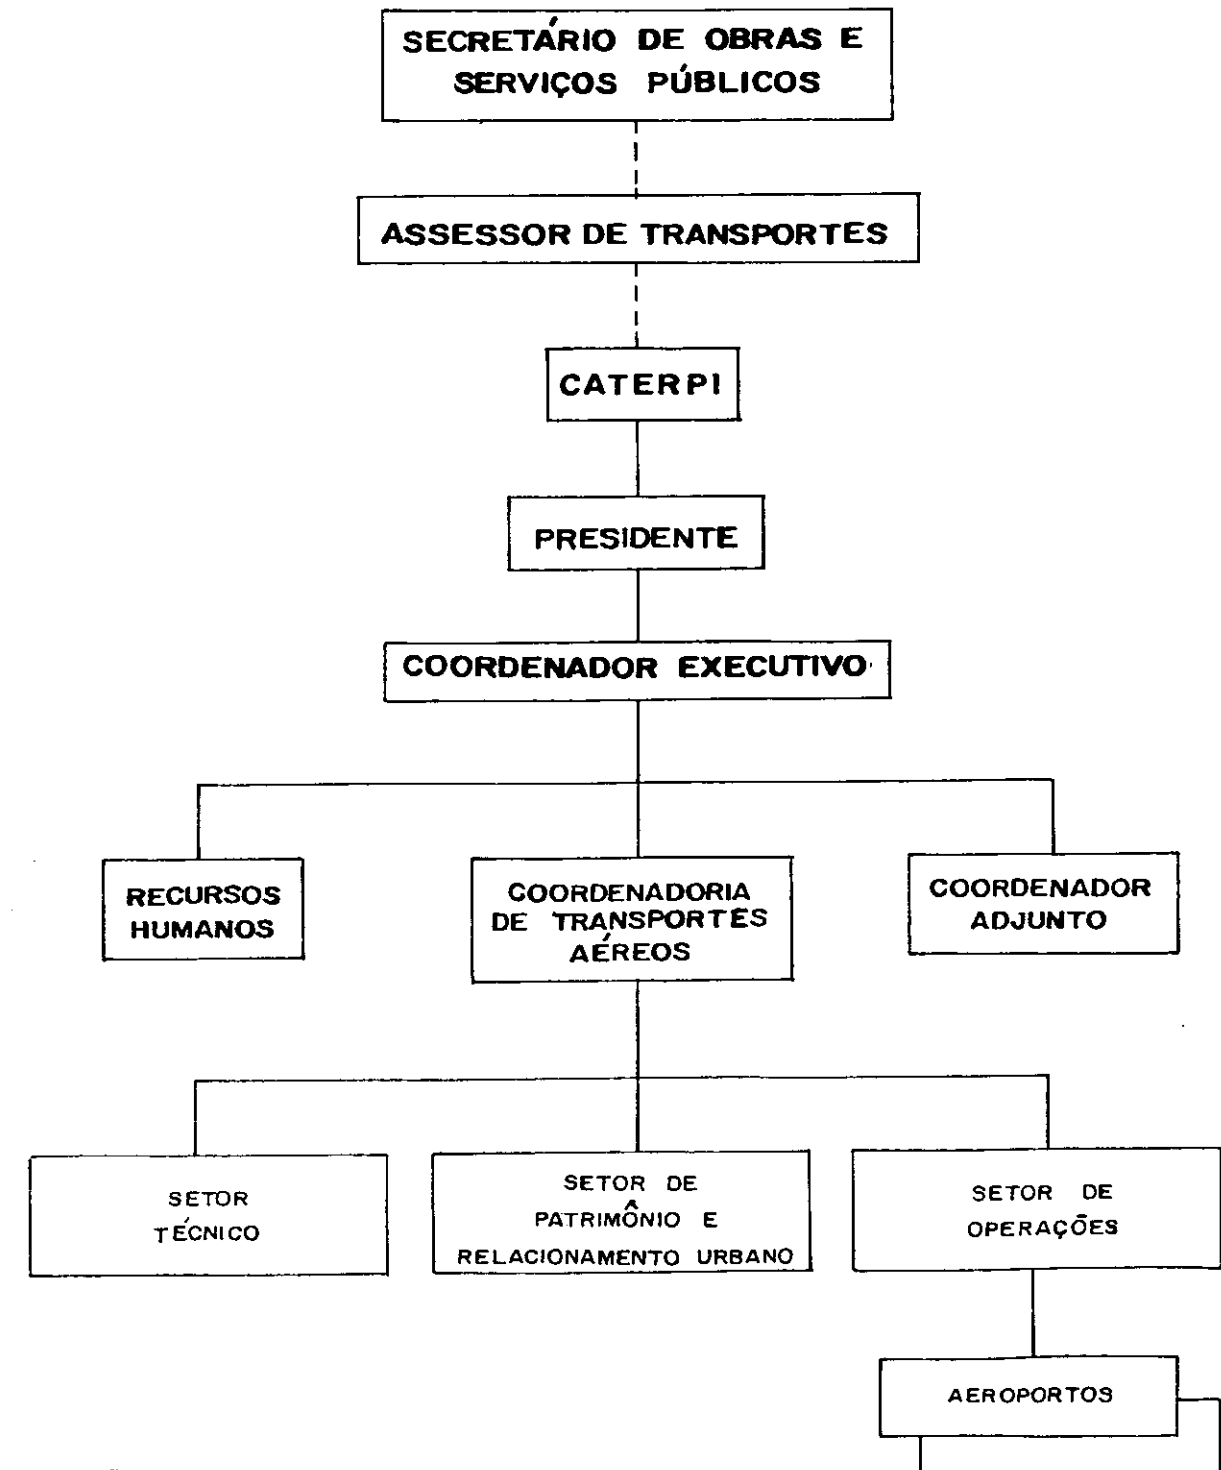 SECRETÁRIO DE OBRAS E
SERVIÇOS PÚBLICOS
ASSESSOR DE TRANSPORTES
CATERPI
PRESIDENTE
COORDENADOR EXECUTIVO
RECURSOS
HUMANOS
COORDENADORIA
DE TRANSPORTES
AÉREOS
COORDENADOR
ADJUNTO
SETOR
TÉCNICO
SETOR DE
PATRIMÔNIO E
RELACIONAMENTO URBANO
SETOR DE
OPERAÇÕES
AEROPORTOS